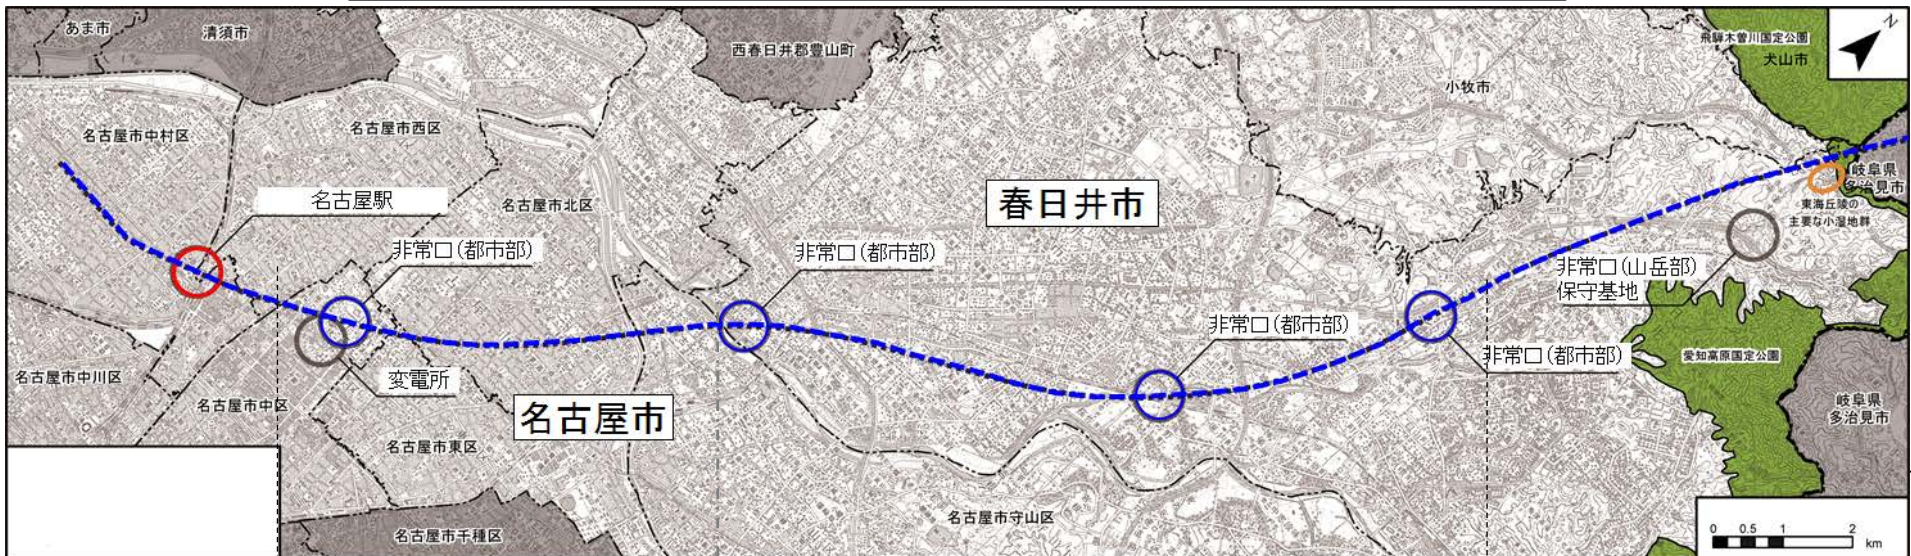 あま市
清須市
西春日井郡豊山町
飛騨木曽川国定公園
犬山市
N
小牧市
名古屋市中村区
名古屋市西区
名古屋駅
名古屋市北区
春日井市
岐阜県
多治見市
東海丘陵の
主要な小湿地群
非常口(都市部)
非常口(都市部)
非常口(山岳部)
保守基地
非常口(都市部)
非常口(都市部)
愛知高原国定公園
名古屋市中川区
変電所
名古屋市中区
名古屋市
名古屋市東区
岐阜県
多治見市
名古屋市守山区
名古屋市千種区
0 0.5 1 2
km